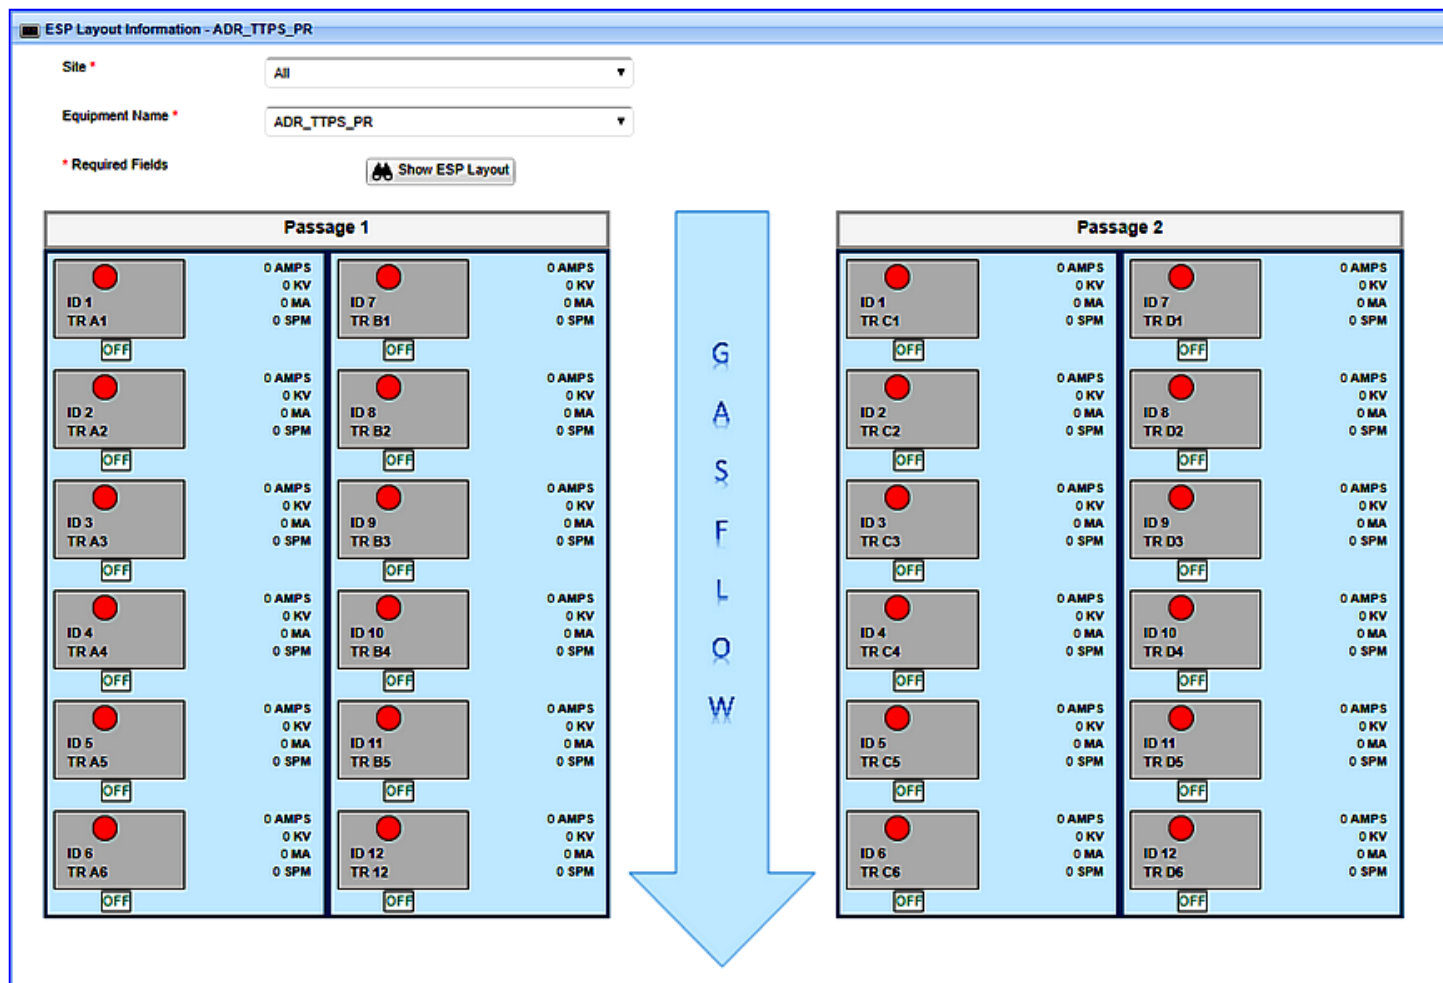 ESP Layout Information - ADR_TTPS_PR
Site *
All
Equipment Name *
ADR_TTPS_PR
* Required Fields
Show ESP Layout
Passage 1
ID 1
TR A1
0 AMPS
0 KV
0 MA
0 SPM
OFF
ID 7
TR B1
0 AMPS
0 KV
0 MA
0 SPM
OFF
ID 2
TR A2
0 AMPS
0 KV
0 MA
0 SPM
OFF
ID 8
TR B2
0 AMPS
0 KV
0 MA
0 SPM
OFF
ID 3
TR A3
0 AMPS
0 KV
0 MA
0 SPM
OFF
ID 9
TR B3
0 AMPS
0 KV
0 MA
0 SPM
OFF
ID 4
TR A4
0 AMPS
0 KV
0 MA
0 SPM
OFF
ID 10
TR B4
0 AMPS
0 KV
0 MA
0 SPM
OFF
ID 5
TR A5
0 AMPS
0 KV
0 MA
0 SPM
OFF
ID 11
TR B5
0 AMPS
0 KV
0 MA
0 SPM
OFF
ID 6
TR A6
0 AMPS
0 KV
0 MA
0 SPM
OFF
ID 12
TR 12
0 AMPS
0 KV
0 MA
0 SPM
OFF
G
A
S
F
L
O
W
Passage 2
ID 1
TR C1
0 AMPS
0 KV
0 MA
0 SPM
OFF
ID 7
TR D1
0 AMPS
0 KV
0 MA
0 SPM
OFF
ID 2
TR C2
0 AMPS
0 KV
0 MA
0 SPM
OFF
ID 8
TR D2
0 AMPS
0 KV
0 MA
0 SPM
OFF
ID 3
TR C3
0 AMPS
0 KV
0 MA
0 SPM
OFF
ID 9
TR D3
0 AMPS
0 KV
0 MA
0 SPM
OFF
ID 4
TR C4
0 AMPS
0 KV
0 MA
0 SPM
OFF
ID 10
TR D4
0 AMPS
0 KV
0 MA
0 SPM
OFF
ID 5
TR C5
0 AMPS
0 KV
0 MA
0 SPM
OFF
ID 11
TR D5
0 AMPS
0 KV
0 MA
0 SPM
OFF
ID 6
TR C6
0 AMPS
0 KV
0 MA
0 SPM
OFF
ID 12
TR D6
0 AMPS
0 KV
0 MA
0 SPM
OFF